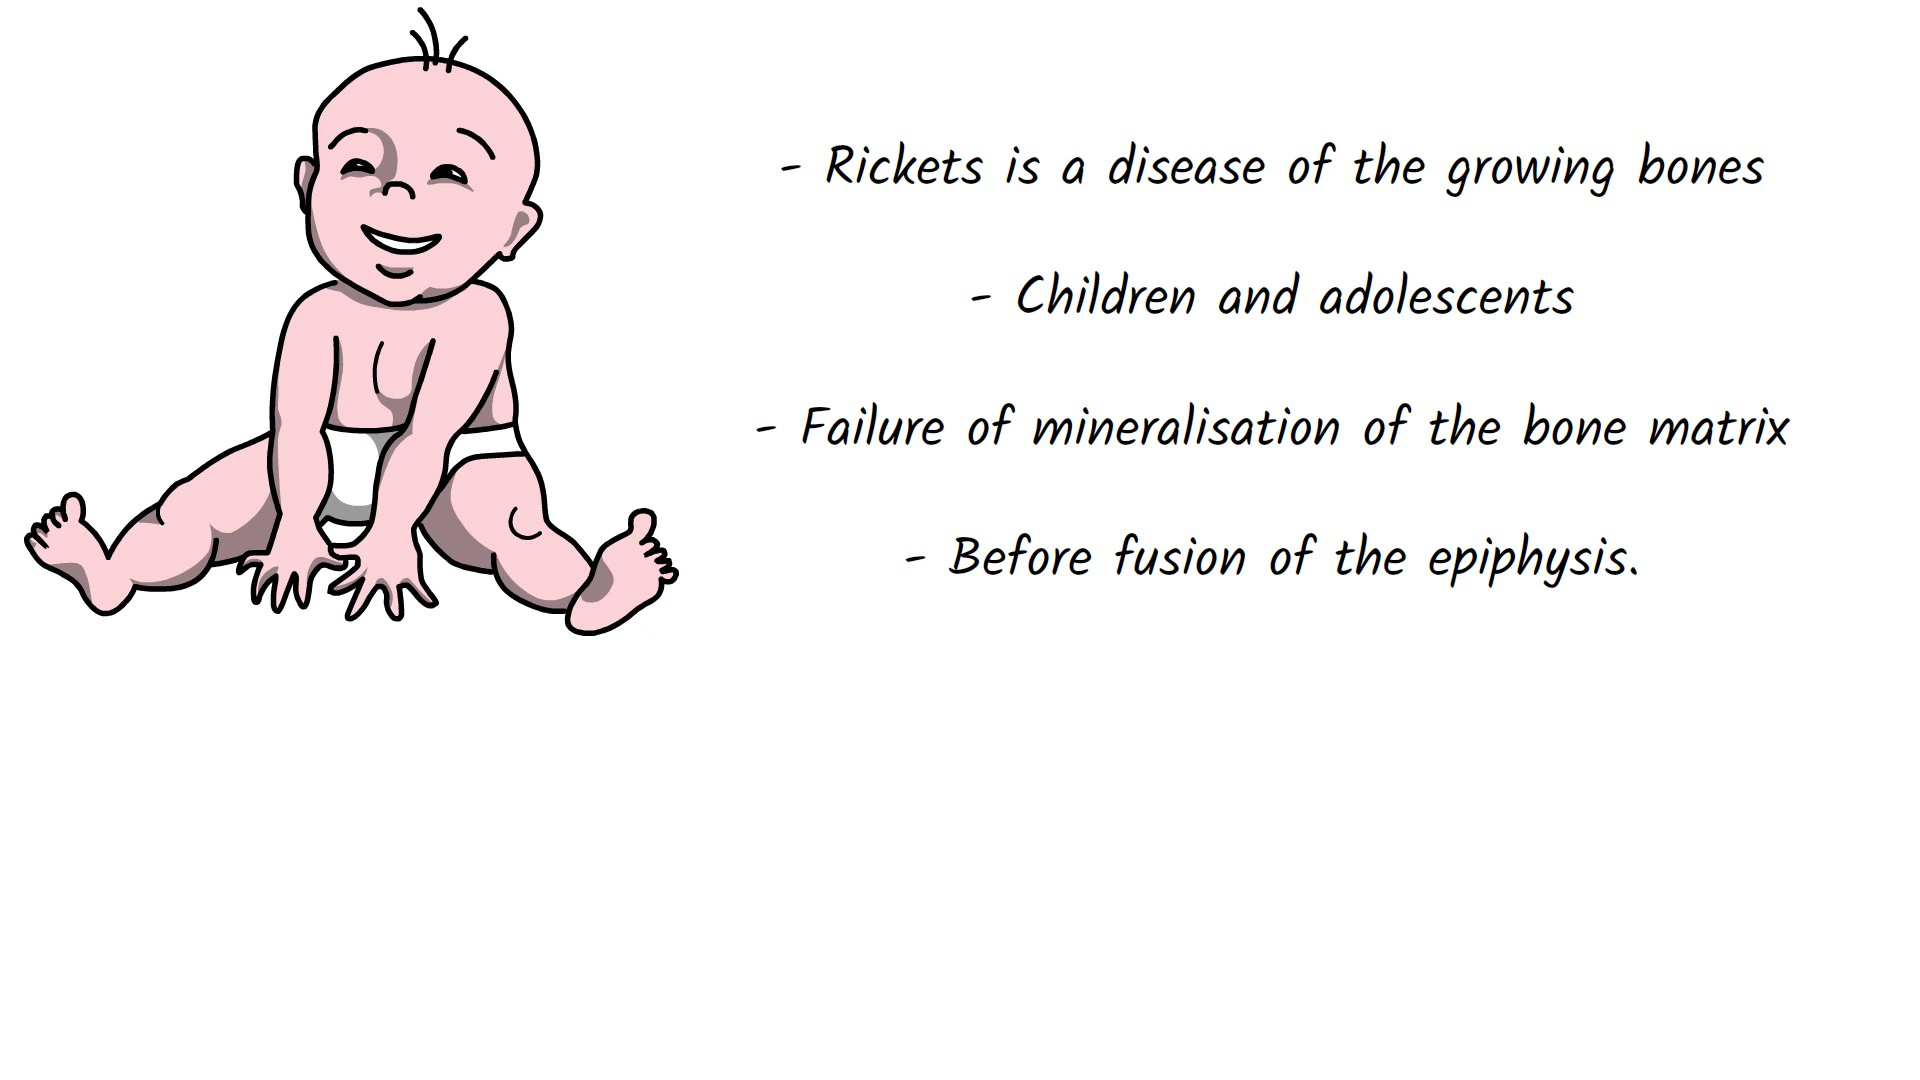 - Rickets is a disease of the growing bones
- Children and adolescents
- Failure of mineralisation of the bone matrix
- Before fusion of the epiphysis.